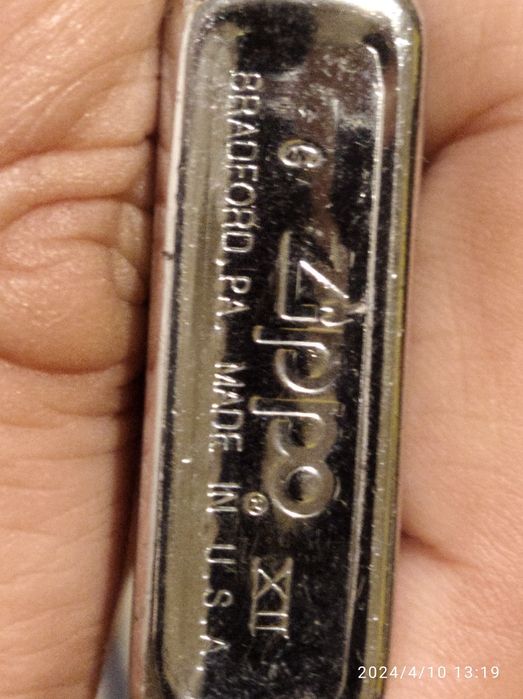 G Zippo® XII
BRADFORD, PA. MADE IN U.S.A.
2024/4/10 13:19